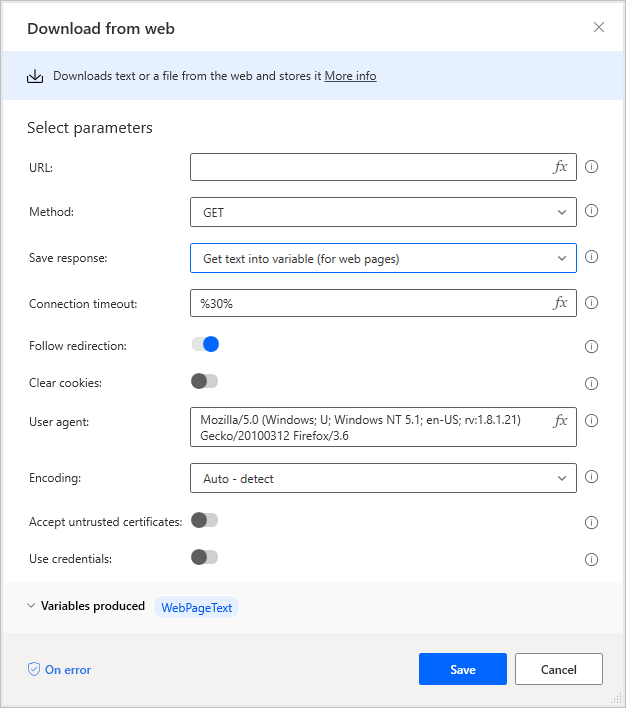 Download from web
Downloads text or a file from the web and stores it More info
Select parameters
URL:
fx
Method:
GET
Save response:
Get text into variable (for web pages)
Connection timeout:
%30%
fx
Follow redirection:
Clear cookies:
User agent:
Mozilla/5.0 (Windows; U; Windows NT 5.1; en-US; rv:1.8.1.21)
Gecko/20100312 Firefox/3.6
fx
Encoding:
Auto - detect
Accept untrusted certificates:
Use credentials:
Variables produced
WebPageText
On error
Save
Cancel